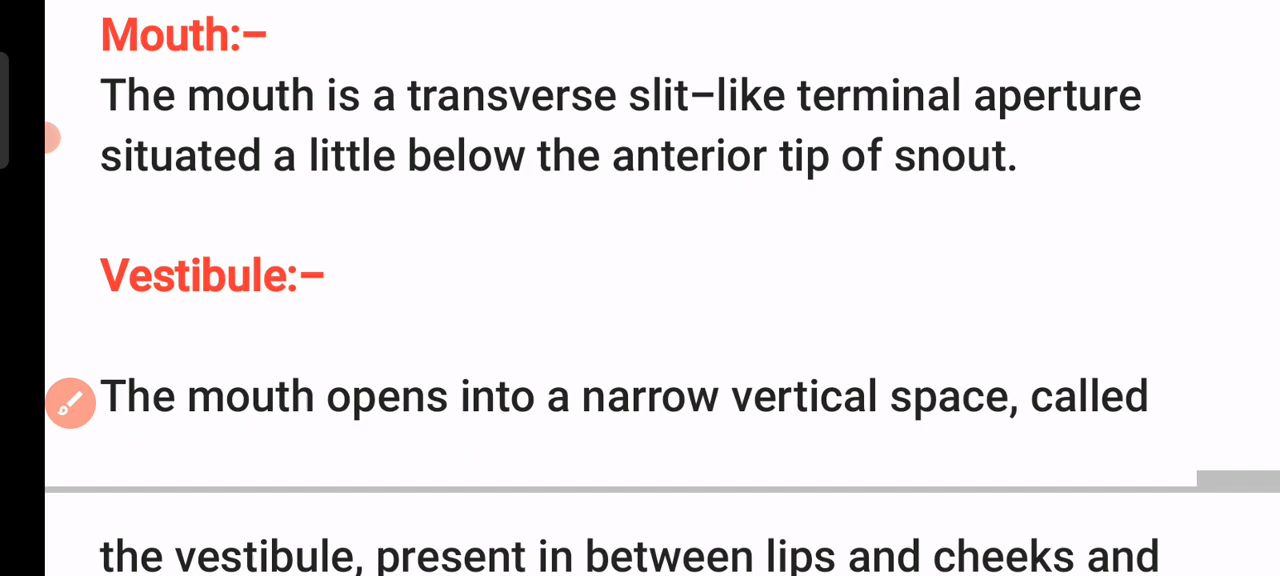 Mouth:–
The mouth is a transverse slit–like terminal aperture
situated a little below the anterior tip of snout.
Vestibule:–
The mouth opens into a narrow vertical space, called
the vestibule, present in between lips and cheeks and